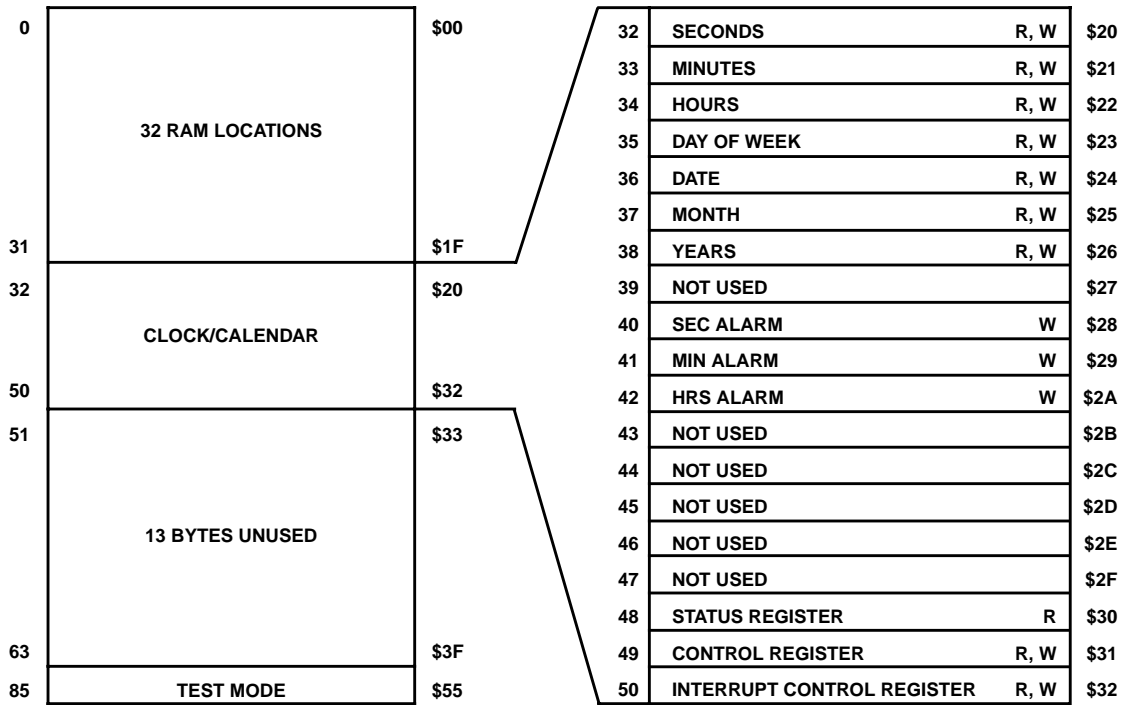 0 $00
32 RAM LOCATIONS
31 $1F
32 $20
CLOCK/CALENDAR
50 $32
51 $33
13 BYTES UNUSED
63 $3F
85 TEST MODE $55
32 SECONDS R, W $20
33 MINUTES R, W $21
34 HOURS R, W $22
35 DAY OF WEEK R, W $23
36 DATE R, W $24
37 MONTH R, W $25
38 YEARS R, W $26
39 NOT USED $27
40 SEC ALARM W $28
41 MIN ALARM W $29
42 HRS ALARM W $2A
43 NOT USED $2B
44 NOT USED $2C
45 NOT USED $2D
46 NOT USED $2E
47 NOT USED $2F
48 STATUS REGISTER R $30
49 CONTROL REGISTER R, W $31
50 INTERRUPT CONTROL REGISTER R, W $32